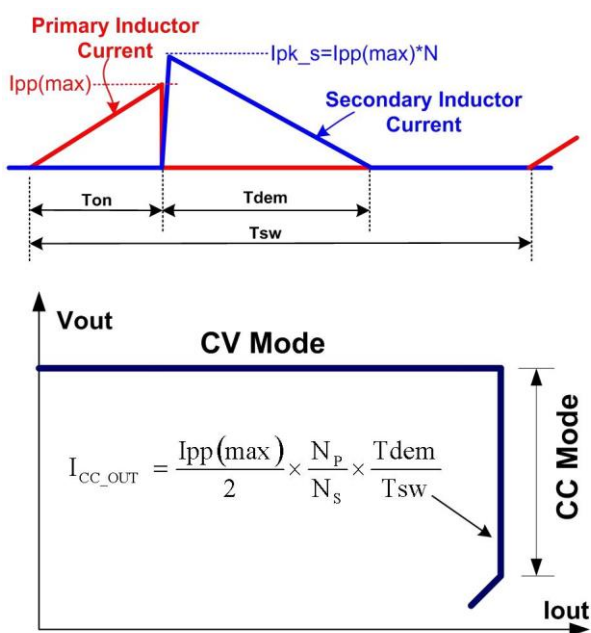 Primary Inductor
Current
Ipk_s=Ipp(max)*N
Ipp(max)
Secondary Inductor
Current
Ton
Tdem
Tsw
Vout
CV Mode
I_CC_OUT = Ipp(max)/2 × N_P/N_S × Tdem/Tsw
CC Mode
Iout